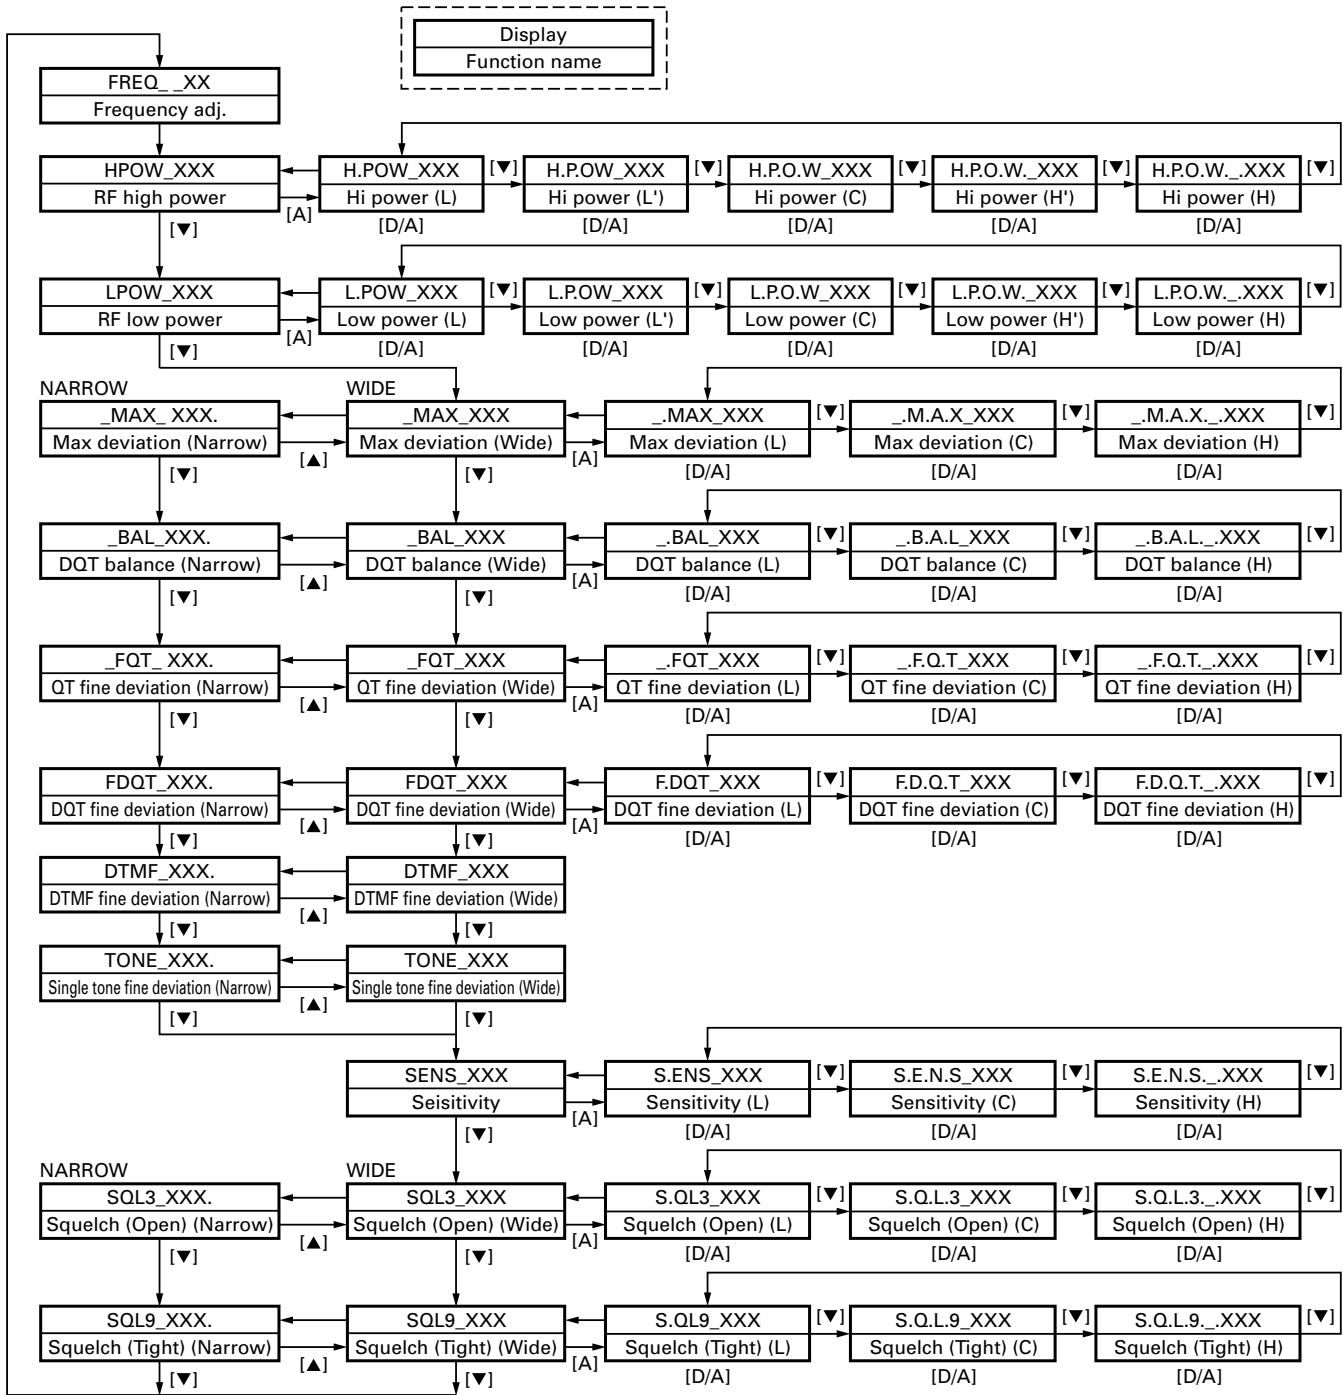 Display
Function name
FREQ_ _XX
Frequency adj.
HPOW_XXX
RF high power
[A]
[▼]
H.POW_XXX
Hi power (L)
[D/A]
[▼]
H.P.OW_XXX
Hi power (L')
[D/A]
[▼]
H.P.O.W_XXX
Hi power (C)
[D/A]
[▼]
H.P.O.W._XXX
Hi power (H')
[D/A]
[▼]
H.P.O.W._.XXX
Hi power (H)
[D/A]
[▼]
LPOW_XXX
RF low power
[A]
[▼]
L.POW_XXX
Low power (L)
[D/A]
[▼]
L.P.OW_XXX
Low power (L')
[D/A]
[▼]
L.P.O.W_XXX
Low power (C)
[D/A]
[▼]
L.P.O.W._XXX
Low power (H')
[D/A]
[▼]
L.P.O.W._.XXX
Low power (H)
[D/A]
[▼]
NARROW
WIDE
_MAX_ XXX.
Max deviation (Narrow)
[▼]
[▲]
_MAX_XXX
Max deviation (Wide)
[▼]
[A]
_.MAX_XXX
Max deviation (L)
[D/A]
[▼]
_.M.A.X_XXX
Max deviation (C)
[D/A]
[▼]
_.M.A.X._.XXX
Max deviation (H)
[D/A]
[▼]
_BAL_XXX.
DQT balance (Narrow)
[▼]
[▲]
_BAL_XXX
DQT balance (Wide)
[▼]
[A]
_.BAL_XXX
DQT balance (L)
[D/A]
[▼]
_.B.A.L_XXX
DQT balance (C)
[D/A]
[▼]
_.B.A.L._.XXX
DQT balance (H)
[D/A]
[▼]
_FQT_ XXX.
QT fine deviation (Narrow)
[▼]
[▲]
_FQT_XXX
QT fine deviation (Wide)
[▼]
[A]
_.FQT_XXX
QT fine deviation (L)
[D/A]
[▼]
_.F.Q.T_XXX
QT fine deviation (C)
[D/A]
[▼]
_.F.Q.T._.XXX
QT fine deviation (H)
[D/A]
[▼]
FDQT_XXX.
DQT fine deviation (Narrow)
[▼]
[▲]
FDQT_XXX
DQT fine deviation (Wide)
[▼]
[A]
F.DQT_XXX
DQT fine deviation (L)
[D/A]
[▼]
F.D.Q.T_XXX
DQT fine deviation (C)
[D/A]
[▼]
F.D.Q.T._.XXX
DQT fine deviation (H)
[D/A]
[▼]
DTMF_XXX.
DTMF fine deviation (Narrow)
[▼]
[▲]
DTMF_XXX
DTMF fine deviation (Wide)
[▼]
TONE_XXX.
Single tone fine deviation (Narrow)
[▼]
[▲]
TONE_XXX
Single tone fine deviation (Wide)
[▼]
SENS_XXX
Seisitivity
[▼]
[A]
S.ENS_XXX
Sensitivity (L)
[D/A]
[▼]
S.E.N.S_XXX
Sensitivity (C)
[D/A]
[▼]
S.E.N.S._.XXX
Sensitivity (H)
[D/A]
[▼]
NARROW
WIDE
SQL3_XXX.
Squelch (Open) (Narrow)
[▼]
[▲]
SQL3_XXX
Squelch (Open) (Wide)
[▼]
[A]
S.QL3_XXX
Squelch (Open) (L)
[D/A]
[▼]
S.Q.L.3_XXX
Squelch (Open) (C)
[D/A]
[▼]
S.Q.L.3._.XXX
Squelch (Open) (H)
[D/A]
[▼]
SQL9_XXX.
Squelch (Tight) (Narrow)
[▼]
[▲]
SQL9_XXX
Squelch (Tight) (Wide)
[▼]
[A]
S.QL9_XXX
Squelch (Tight) (L)
[D/A]
[▼]
S.Q.L.9_XXX
Squelch (Tight) (C)
[D/A]
[▼]
S.Q.L.9._.XXX
Squelch (Tight) (H)
[D/A]
[▼]